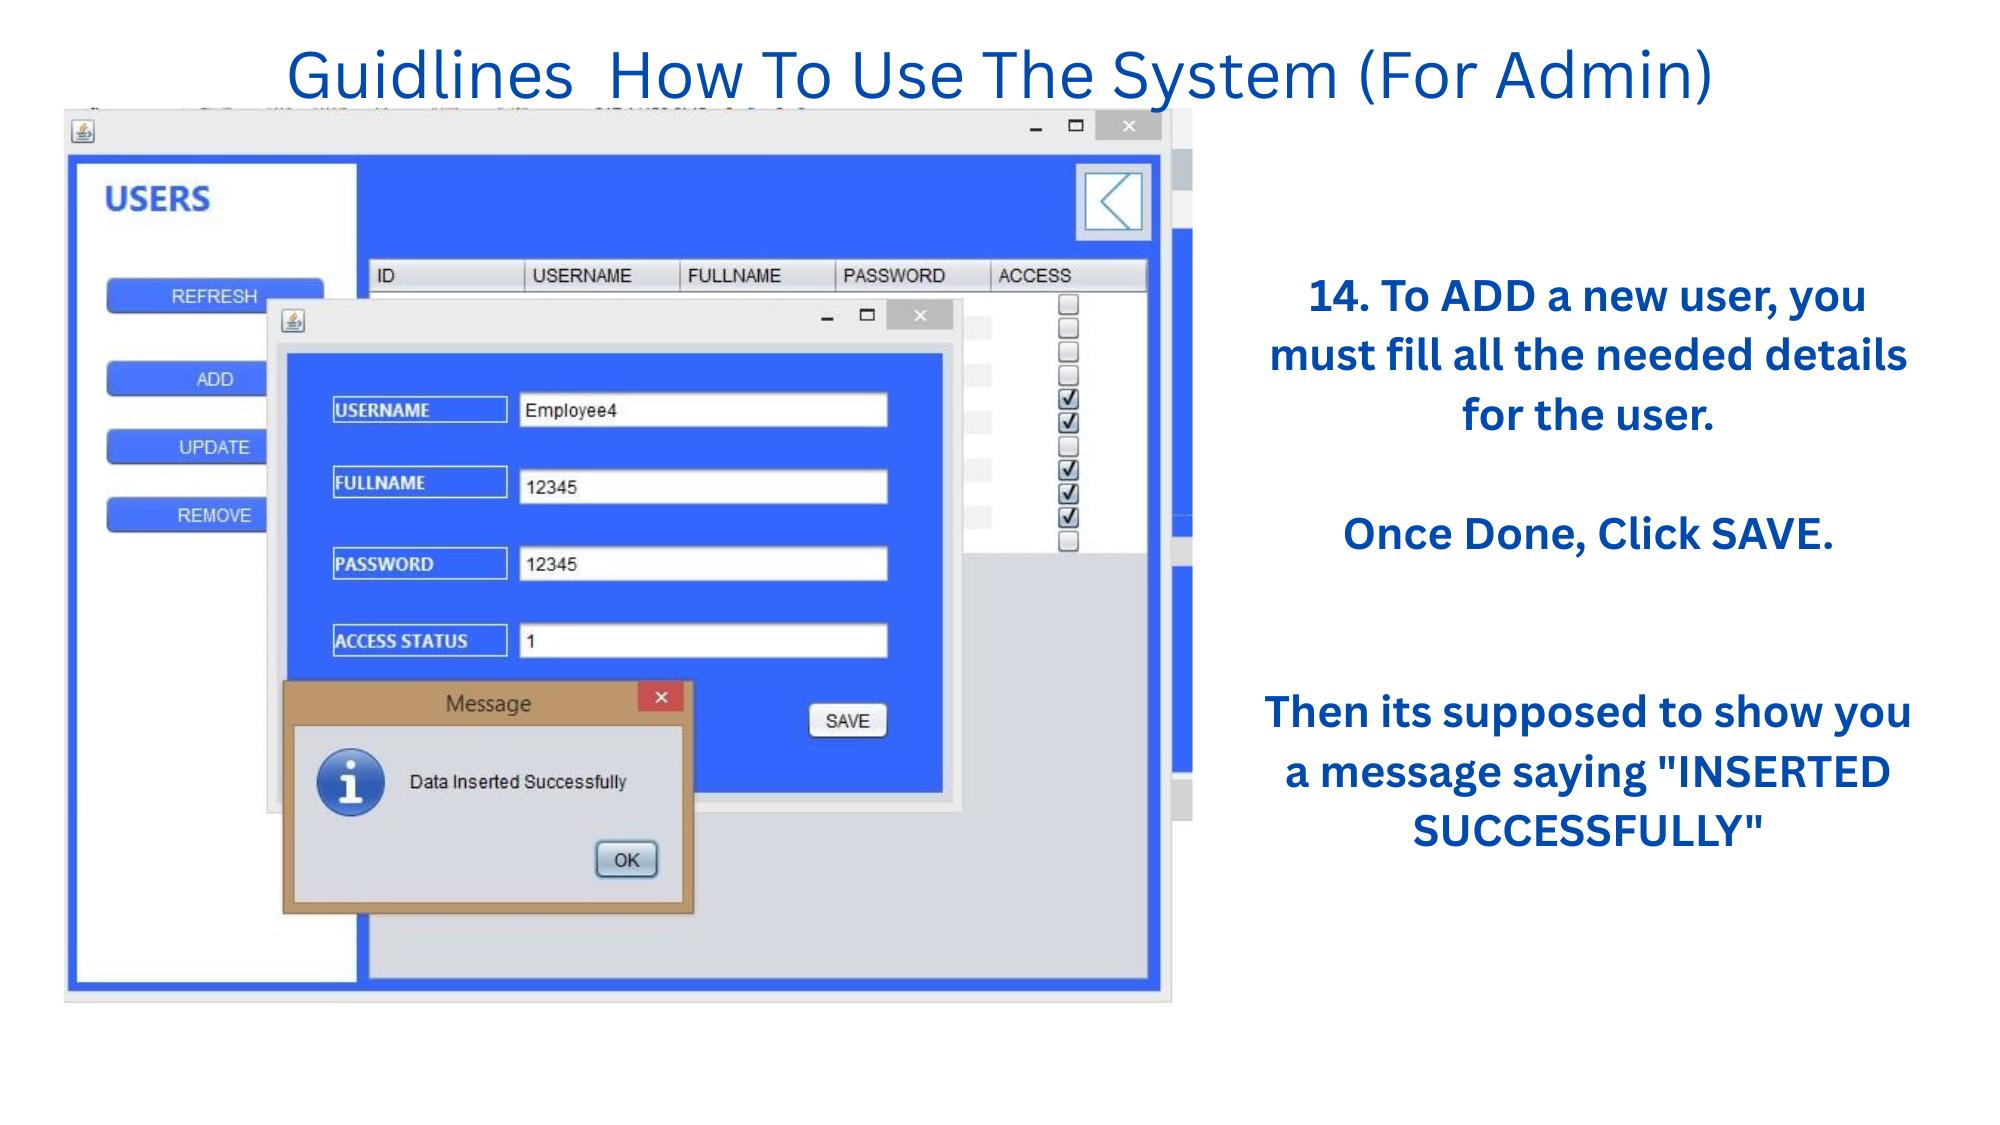 Guidlines How To Use The System (For Admin)
USERS
REFRESH
ADD
UPDATE
REMOVE
ID USERNAME FULLNAME PASSWORD ACCESS
USERNAME Employee4
FULLNAME 12345
PASSWORD 12345
ACCESS STATUS 1
SAVE
Message
Data Inserted Successfully
OK
14. To ADD a new user, you
must fill all the needed details
for the user.
Once Done, Click SAVE.
Then its supposed to show you
a message saying "INSERTED
SUCCESSFULLY"